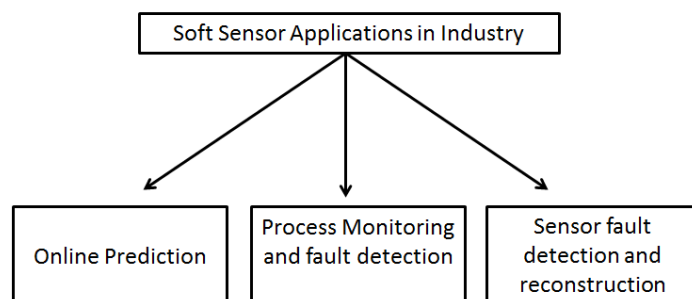 Soft Sensor Applications in Industry
Online Prediction
Process Monitoring
and fault detection
Sensor fault
detection and
reconstruction